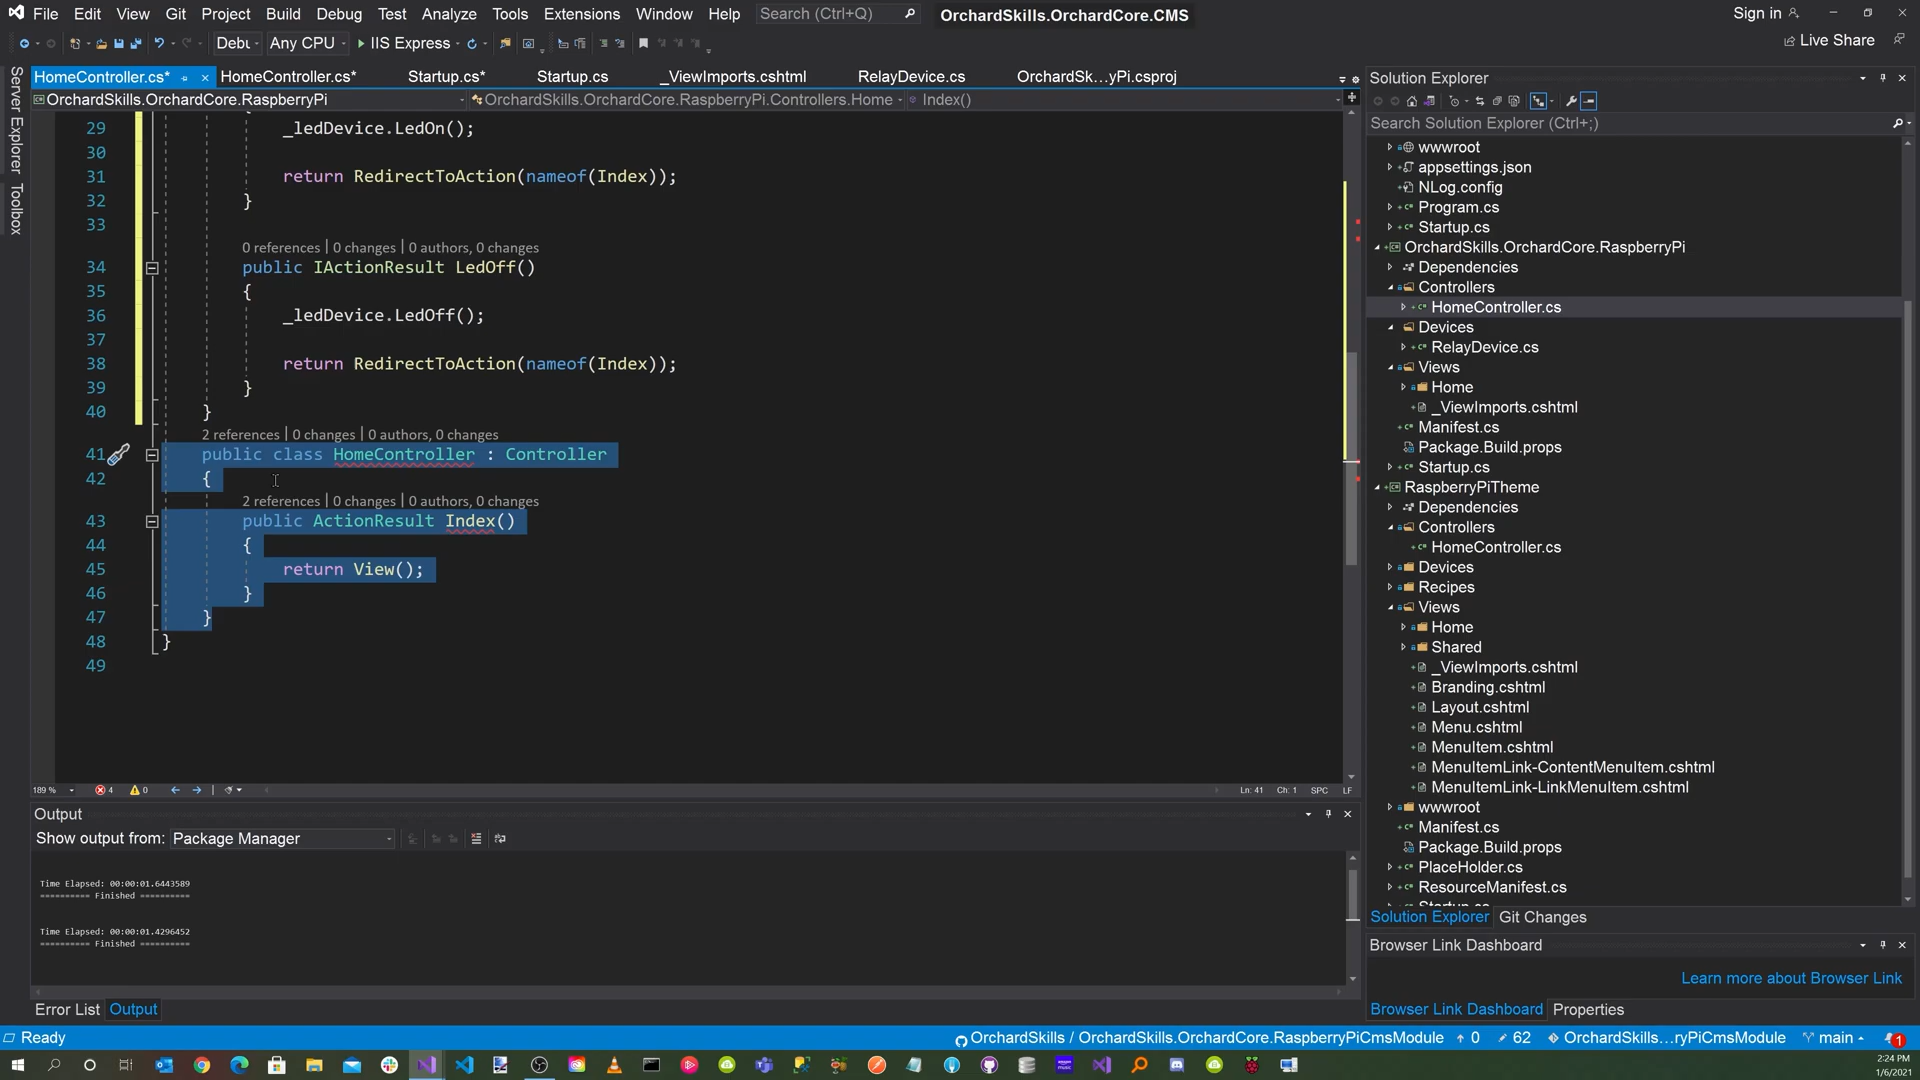 File Edit View Git Project Build Debug Test Analyze Tools Extensions Window Help Search (Ctrl+Q) OrchardSkills.OrchardCore.CMS Sign in
Debu Any CPU IIS Express Live Share
HomeController.cs* HomeController.cs* Startup.cs* Startup.cs _ViewImports.cshtml RelayDevice.cs OrchardSk...yPi.csproj
OrchardSkills.OrchardCore.RaspberryPi OrchardSkills.OrchardCore.RaspberryPi.Controllers.Home Index()
Server Explorer
Toolbox
29 _ledDevice.LedOn();
30
31 return RedirectToAction(nameof(Index));
32 }
33
0 references | 0 changes | 0 authors, 0 changes
34 public IActionResult LedOff()
35 {
36 _ledDevice.LedOff();
37
38 return RedirectToAction(nameof(Index));
39 }
40 }
2 references | 0 changes | 0 authors, 0 changes
41 public class HomeController : Controller
42 {
2 references | 0 changes | 0 authors, 0 changes
43 public ActionResult Index()
44 {
45 return View();
46 }
47 }
48 }
49
189 % 4 0 Ln: 41 Ch: 1 SPC LF
Output
Show output from: Package Manager
Time Elapsed: 00:00:01.6443589
========== Finished ==========
Time Elapsed: 00:00:01.4296452
========== Finished ==========
Error List Output
Solution Explorer
Search Solution Explorer (Ctrl+;)
wwwroot
appsettings.json
NLog.config
Program.cs
Startup.cs
OrchardSkills.OrchardCore.RaspberryPi
Dependencies
Controllers
HomeController.cs
Devices
RelayDevice.cs
Views
Home
_ViewImports.cshtml
Manifest.cs
Package.Build.props
Startup.cs
RaspberryPiTheme
Dependencies
Controllers
HomeController.cs
Devices
Recipes
Views
Home
Shared
_ViewImports.cshtml
Branding.cshtml
Layout.cshtml
Menu.cshtml
MenuItem.cshtml
MenuItemLink-ContentMenuItem.cshtml
MenuItemLink-LinkMenuItem.cshtml
wwwroot
Manifest.cs
Package.Build.props
PlaceHolder.cs
ResourceManifest.cs
Startup.cs
Solution Explorer Git Changes
Browser Link Dashboard
Learn more about Browser Link
Browser Link Dashboard Properties
Ready OrchardSkills / OrchardSkills.OrchardCore.RaspberryPiCmsModule 0 62 OrchardSkills...ryPiCmsModule main 1
2:24 PM
1/6/2021